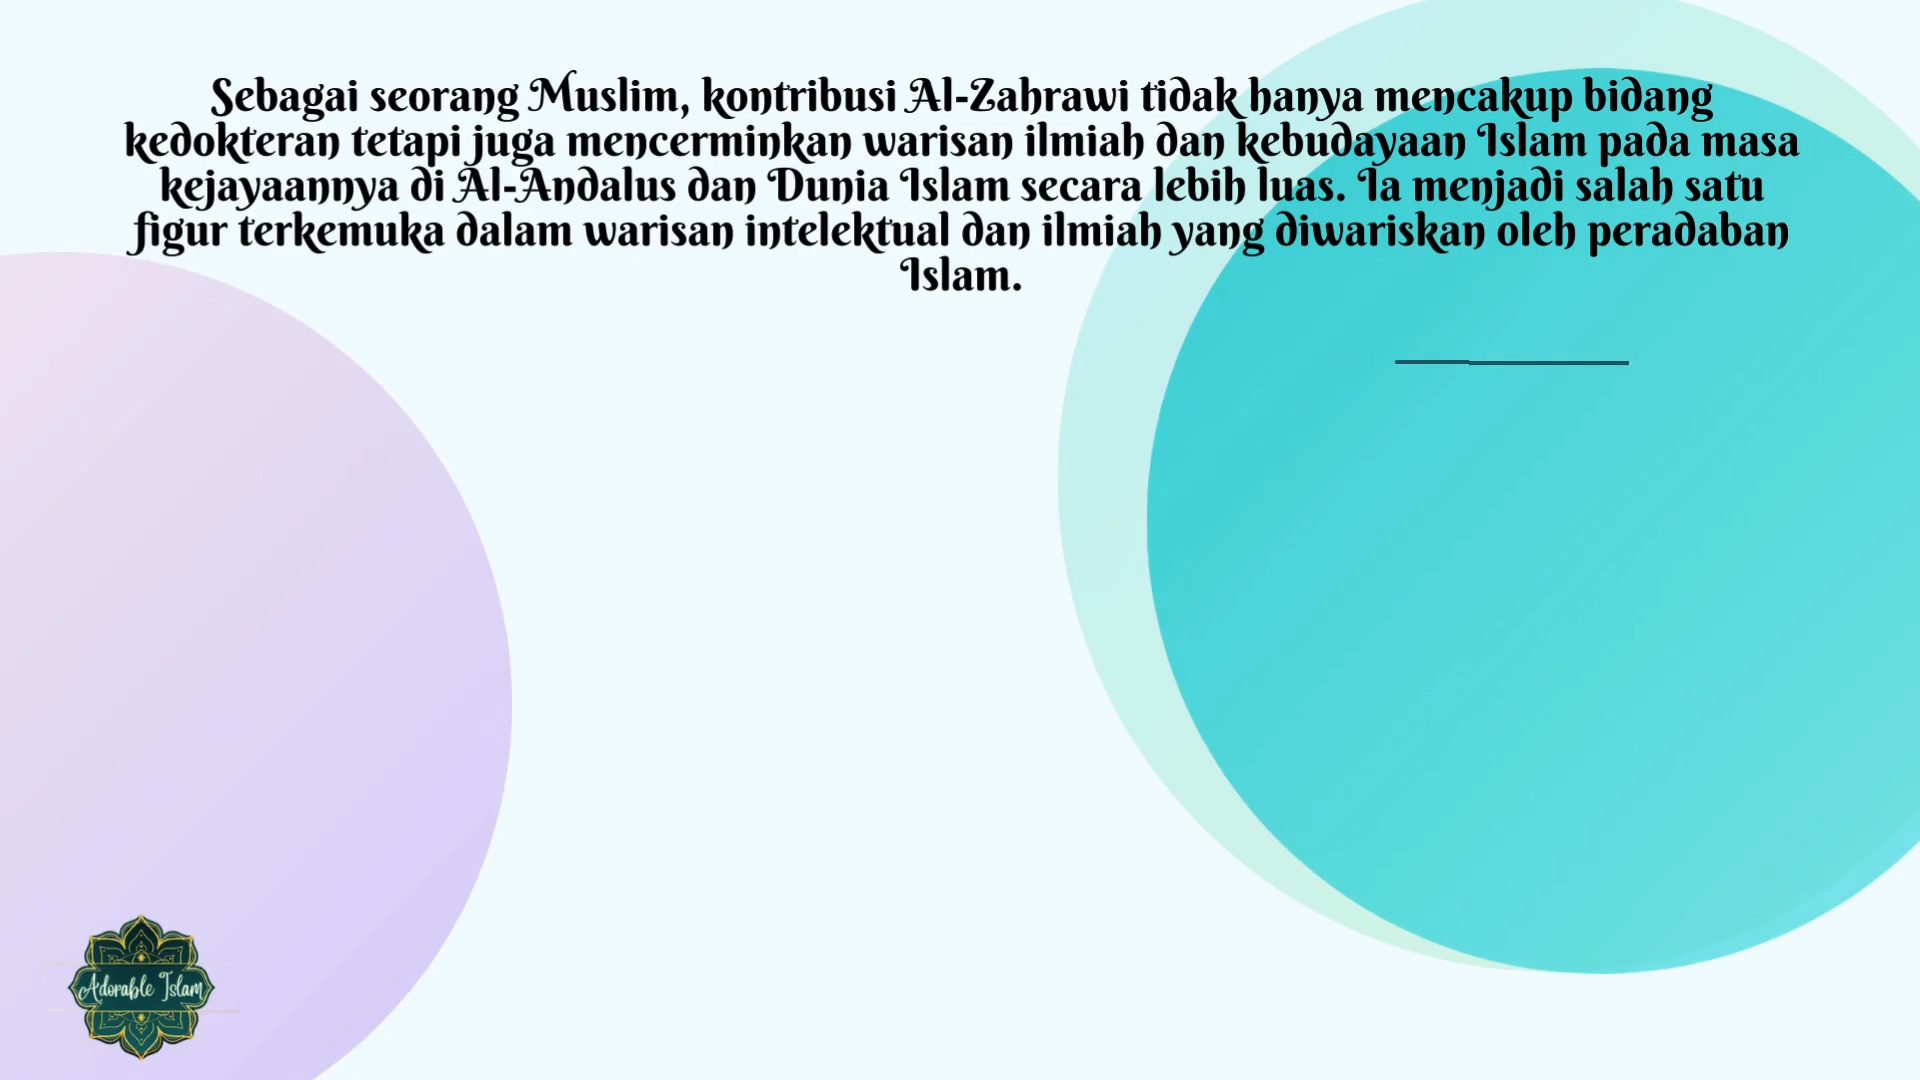 Sebagai seorang Muslim, kontribusi Al-Zahrawi tidak hanya mencakup bidang
kedokteran tetapi juga mencerminkan warisan ilmiah dan kebudayaan Islam pada masa
kejayaannya di Al-Andalus dan Dunia Islam secara lebih luas. Ia menjadi salah satu
figur terkemuka dalam warisan intelektual dan ilmiah yang diwariskan oleh peradaban
Islam.
Adorable Islam